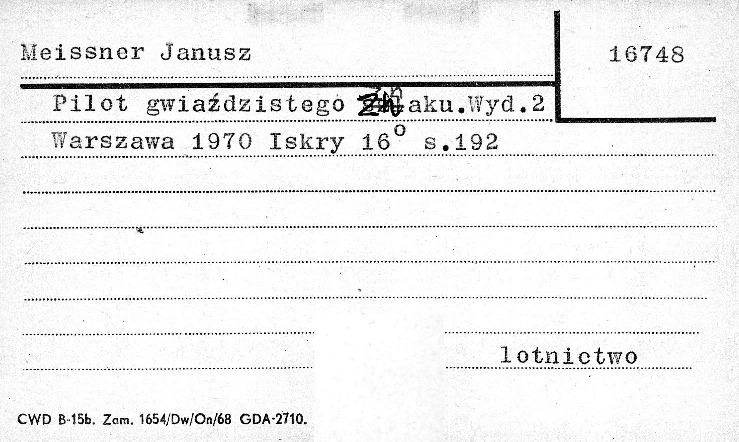 Meissner Janusz
16748
Pilot gwiaździstego Znaku.Wyd.2
Warszawa 1970 Iskry 16° s.192
lotnictwo
CWD B-15b. Zam. 1654/Dw/On/68 GDA-2710.